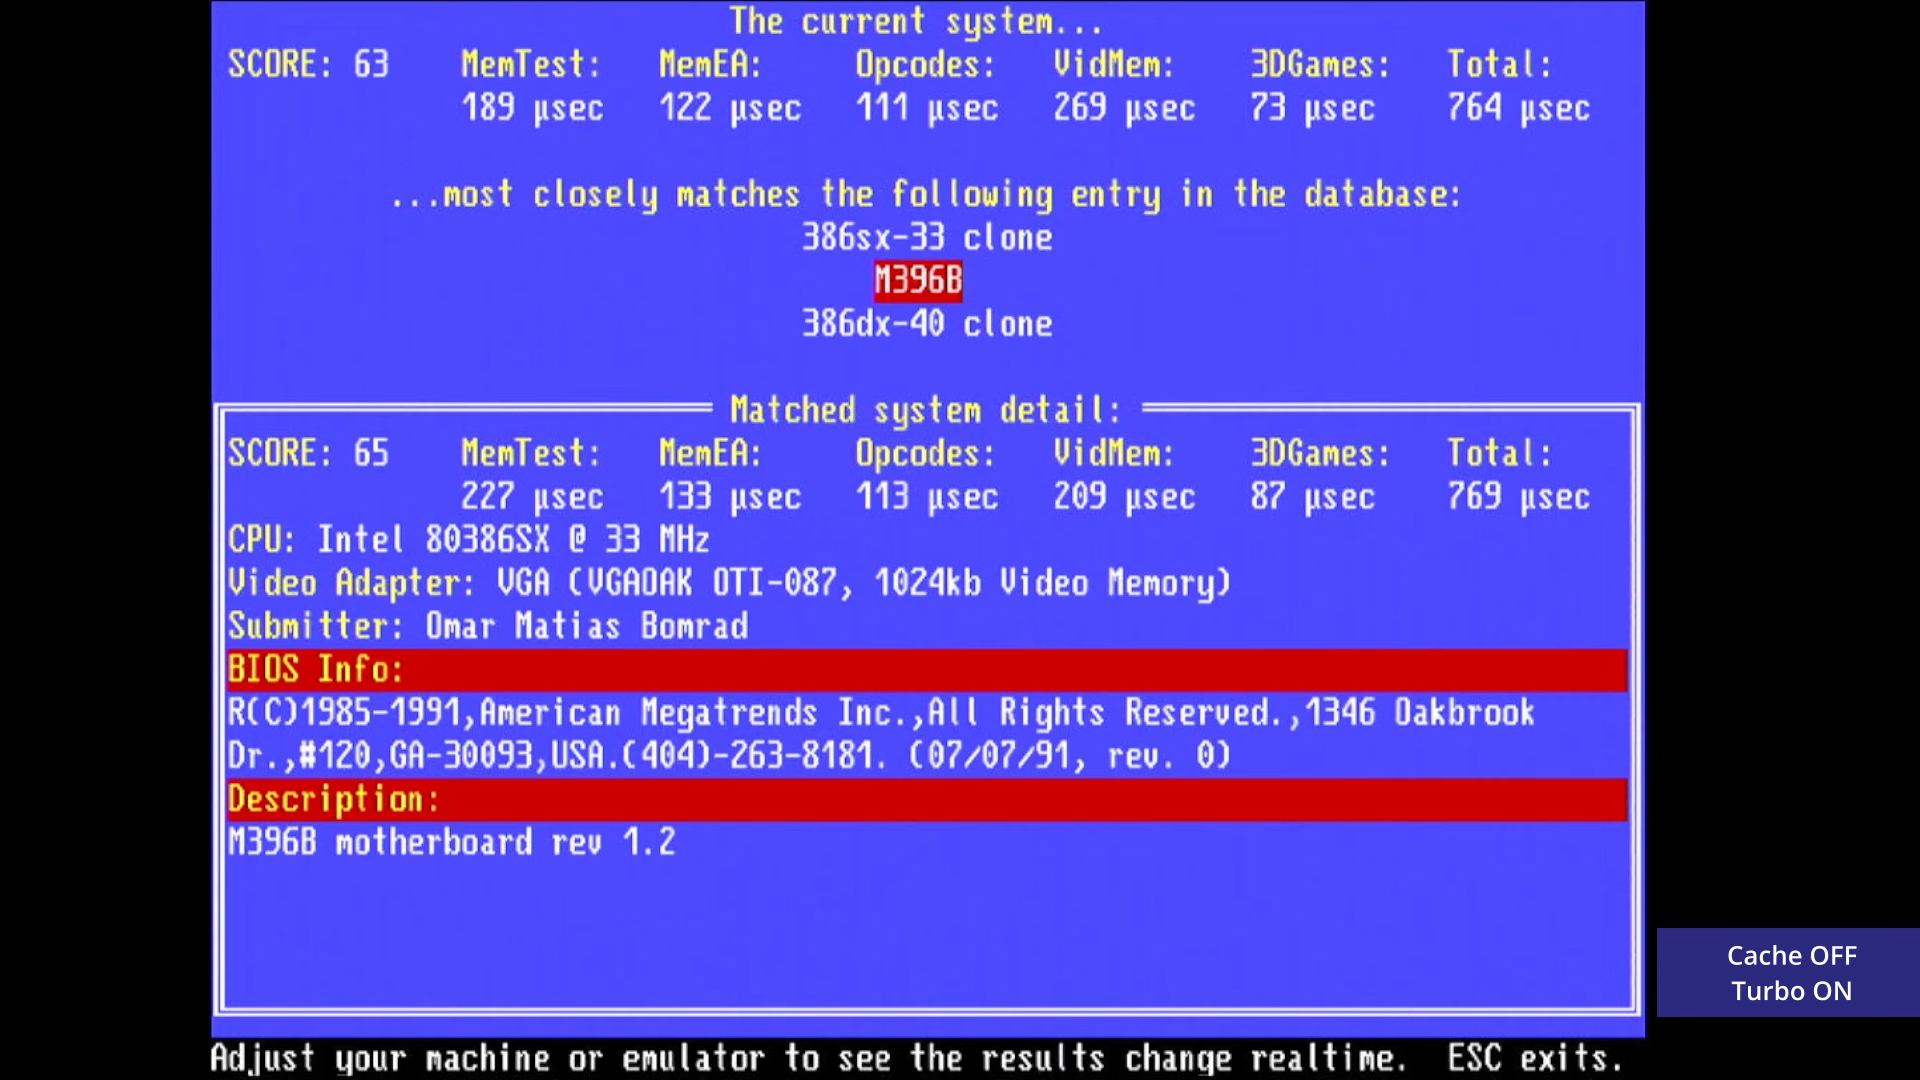 The current system...
SCORE: 63 MemTest: MemEA: Opcodes: VidMem: 3DGames: Total:
189 µsec 122 µsec 111 µsec 269 µsec 73 µsec 764 µsec
...most closely matches the following entry in the database:
386sx-33 clone
M396B
386dx-40 clone
Matched system detail:
SCORE: 65 MemTest: MemEA: Opcodes: VidMem: 3DGames: Total:
227 µsec 133 µsec 113 µsec 209 µsec 87 µsec 769 µsec
CPU: Intel 80386SX @ 33 MHz
Video Adapter: VGA (VGAOAK OTI-087, 1024kb Video Memory)
Submitter: Omar Matias Bomrad
BIOS Info:
R(C)1985-1991,American Megatrends Inc.,All Rights Reserved.,1346 Oakbrook
Dr.,#120,GA-30093,USA.(404)-263-8181. (07/07/91, rev. 0)
Description:
M396B motherboard rev 1.2
Cache OFF
Turbo ON
Adjust your machine or emulator to see the results change realtime. ESC exits.